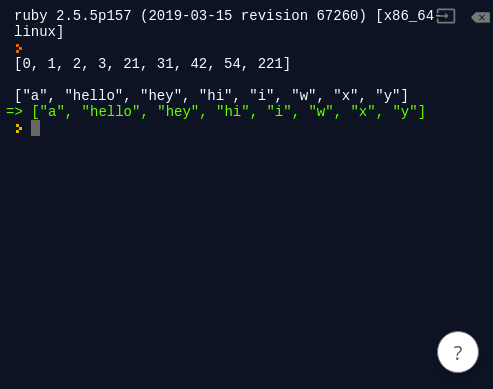 ruby 2.5.5p157 (2019-03-15 revision 67260) [x86_64-
linux]
[0, 1, 2, 3, 21, 31, 42, 54, 221]
["a", "hello", "hey", "hi", "i", "w", "x", "y"]
=> ["a", "hello", "hey", "hi", "i", "w", "x", "y"]
?